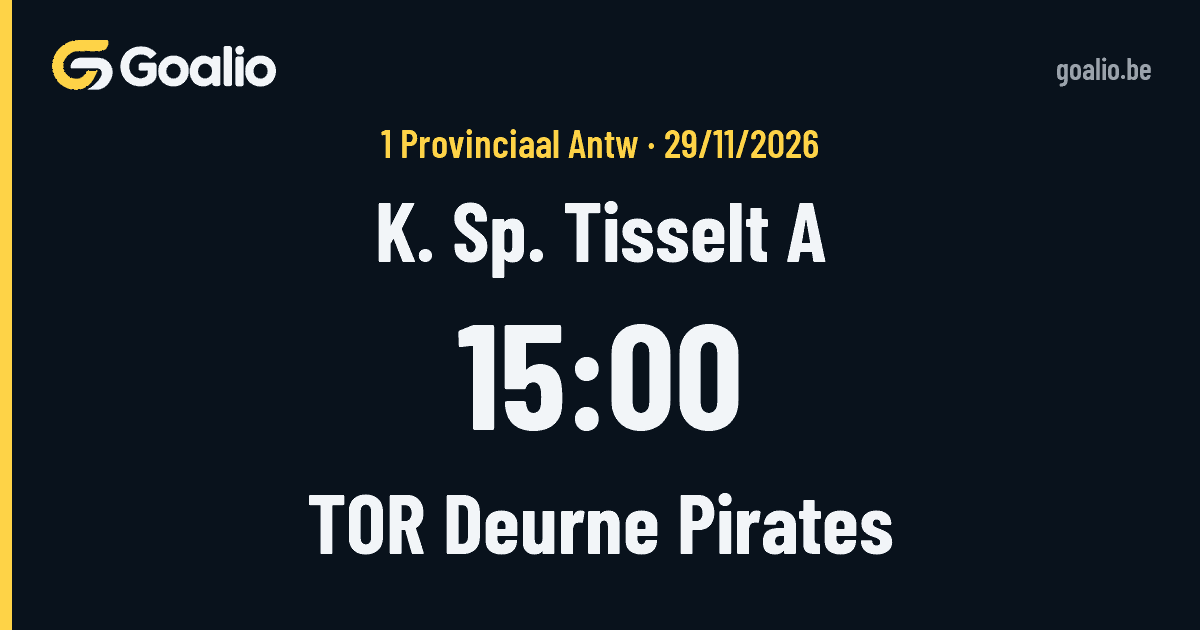 Goalio
goalio.be
1 Provinciaal Antw · 29/11/2026
K. Sp. Tisselt A
15:00
TOR Deurne Pirates